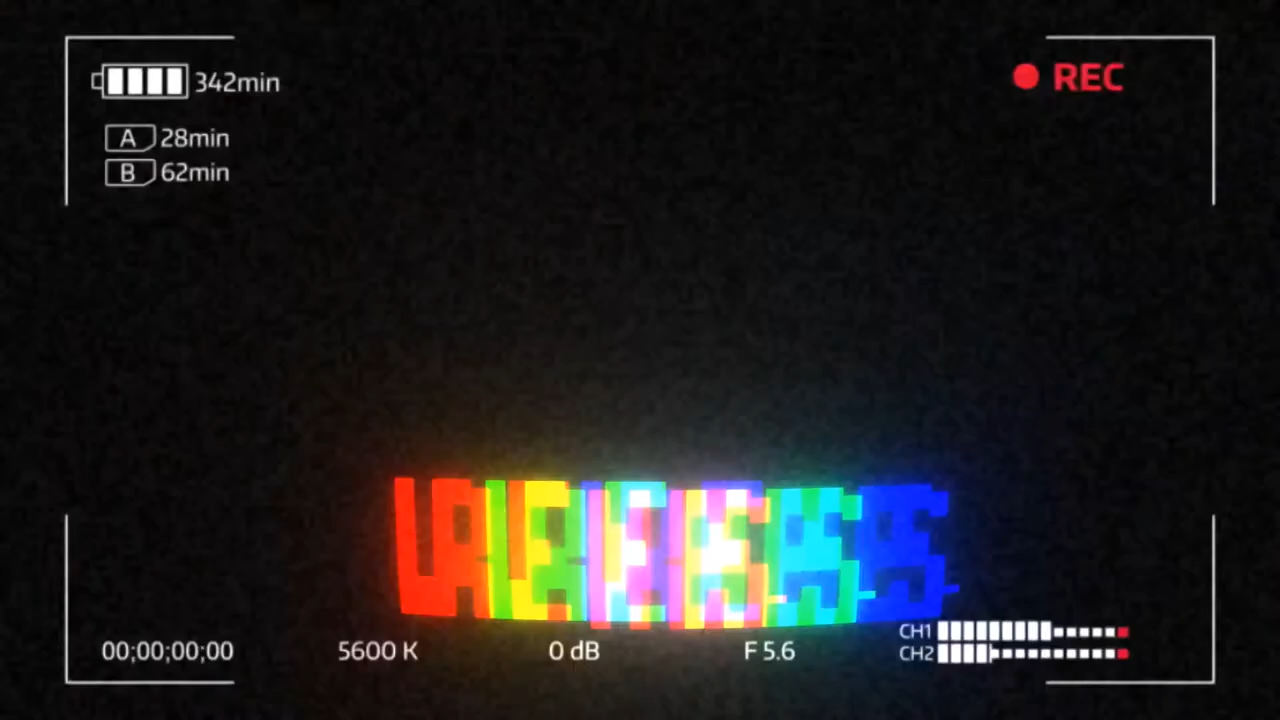 342min
REC
A 28min
B 62min
00;00;00;00
5600 K
0 dB
F 5.6
CH1
CH2